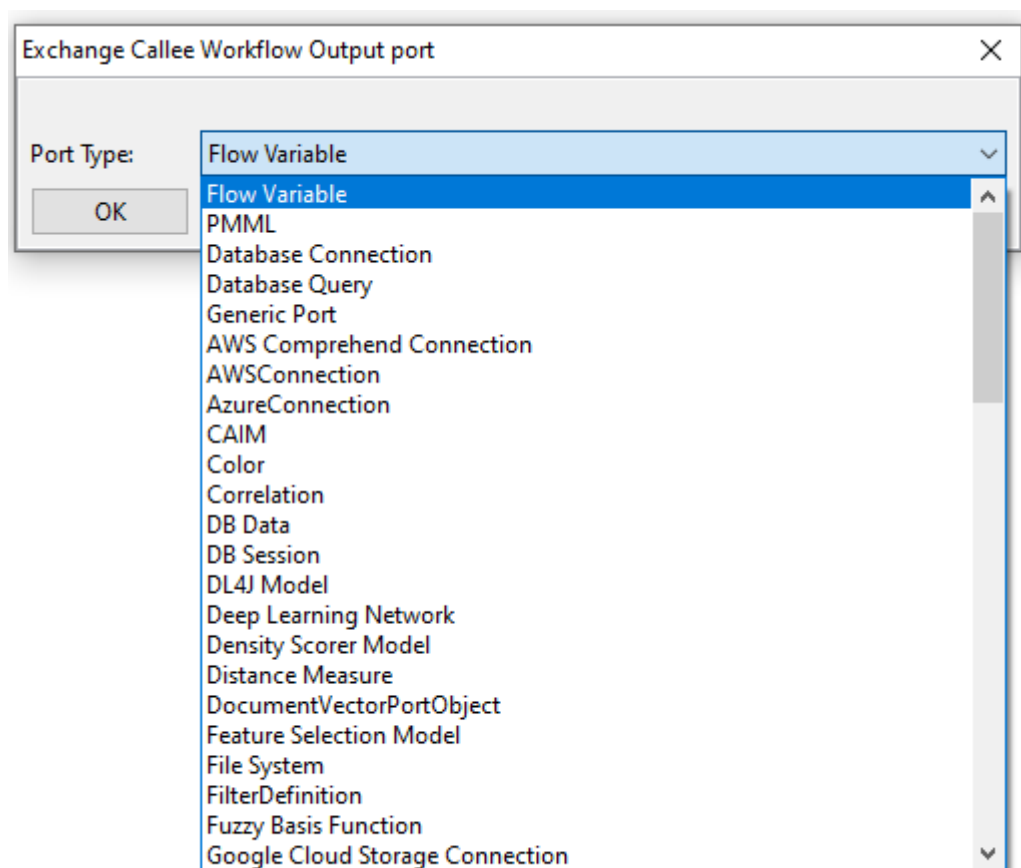 Exchange Callee Workflow Output port
Port Type:
Flow Variable
OK
Flow Variable
PMML
Database Connection
Database Query
Generic Port
AWS Comprehend Connection
AWSConnection
AzureConnection
CAIM
Color
Correlation
DB Data
DB Session
DL4J Model
Deep Learning Network
Density Scorer Model
Distance Measure
DocumentVectorPortObject
Feature Selection Model
File System
FilterDefinition
Fuzzy Basis Function
Google Cloud Storage Connection